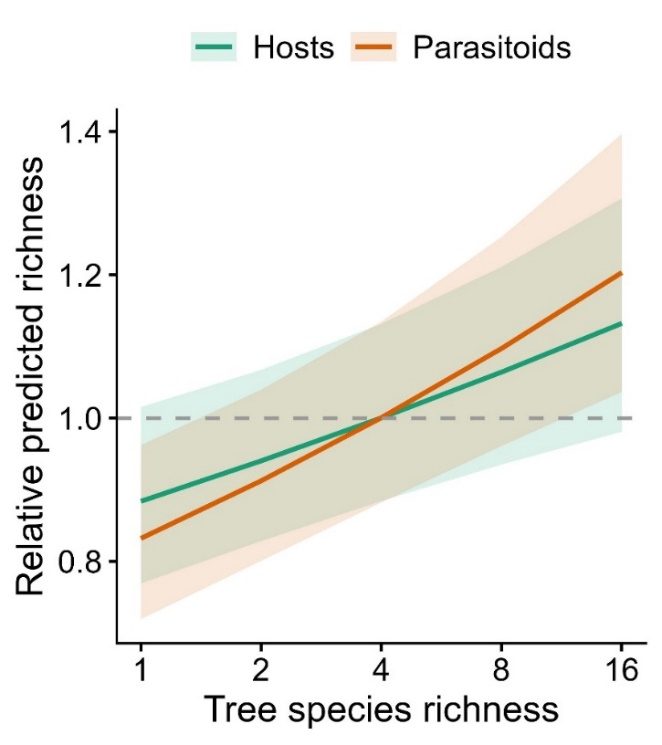 Hosts Parasitoids
Relative predicted richness
1.4
1.2
1.0
0.8
1 2 4 8 16
Tree species richness